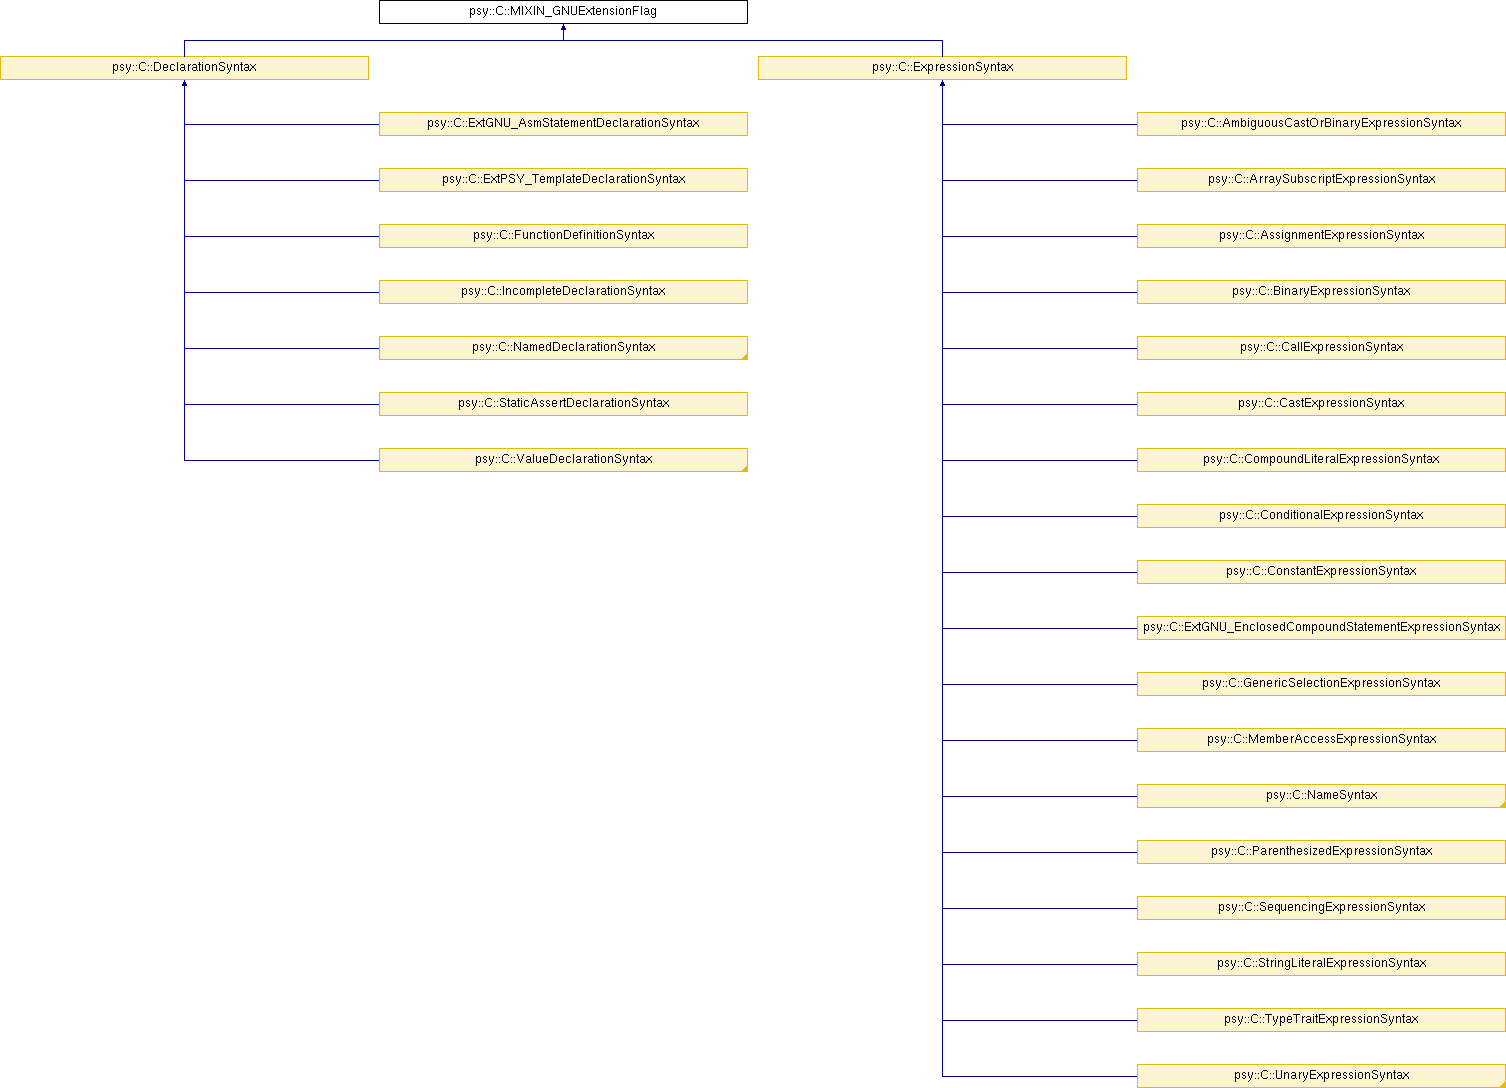 psy::C::MIXIN_GNUExtensionFlag
psy::C::DeclarationSyntax
psy::C::ExpressionSyntax
psy::C::ExtGNU_AsmStatementDeclarationSyntax
psy::C::AmbiguousCastOrBinaryExpressionSyntax
psy::C::ExtPSY_TemplateDeclarationSyntax
psy::C::ArraySubscriptExpressionSyntax
psy::C::FunctionDefinitionSyntax
psy::C::AssignmentExpressionSyntax
psy::C::IncompleteDeclarationSyntax
psy::C::BinaryExpressionSyntax
psy::C::NamedDeclarationSyntax
psy::C::CallExpressionSyntax
psy::C::StaticAssertDeclarationSyntax
psy::C::CastExpressionSyntax
psy::C::ValueDeclarationSyntax
psy::C::CompoundLiteralExpressionSyntax
psy::C::ConditionalExpressionSyntax
psy::C::ConstantExpressionSyntax
psy::C::ExtGNU_EnclosedCompoundStatementExpressionSyntax
psy::C::GenericSelectionExpressionSyntax
psy::C::MemberAccessExpressionSyntax
psy::C::NameSyntax
psy::C::ParenthesizedExpressionSyntax
psy::C::SequencingExpressionSyntax
psy::C::StringLiteralExpressionSyntax
psy::C::TypeTraitExpressionSyntax
psy::C::UnaryExpressionSyntax